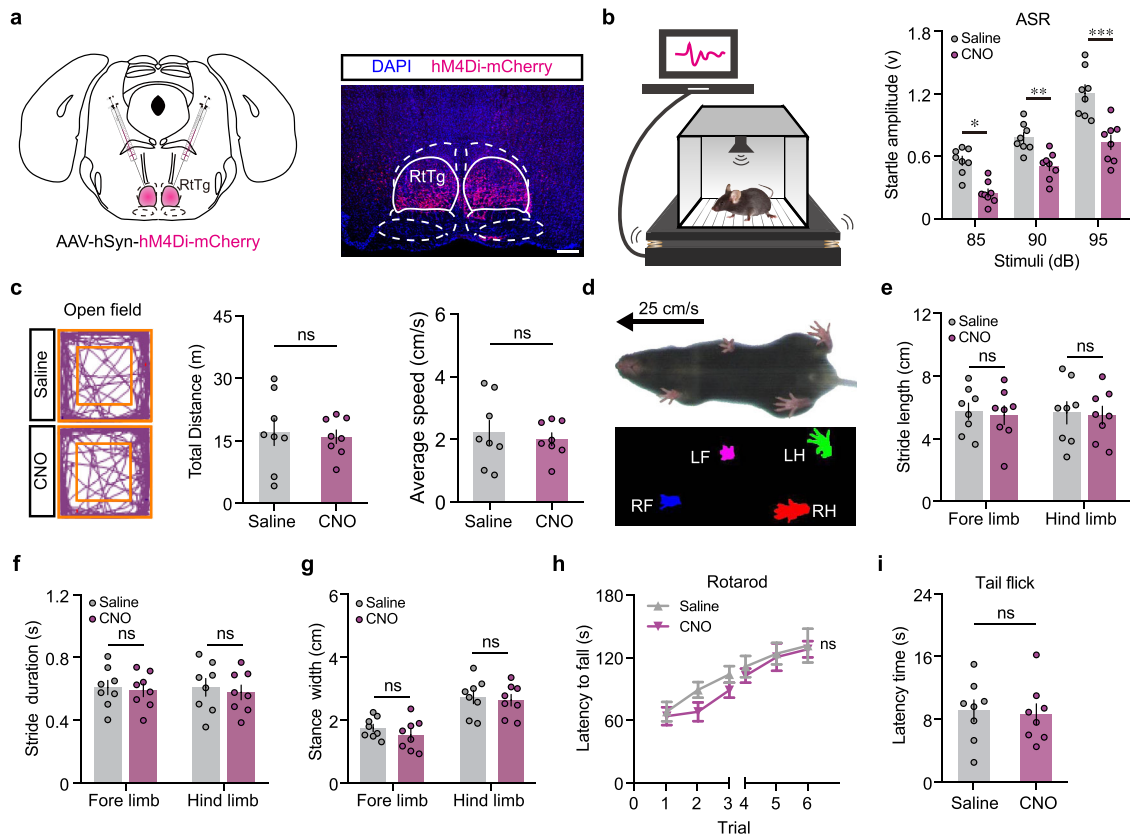 a
RtTg
AAV-hSyn-hM4Di-mCherry
DAPI hM4Di-mCherry
RtTg
b
ASR
Startle amplitude (v)
1.8
1.2
0.6
0
Saline
CNO
*
**
***
85 90 95
Stimuli (dB)
c
Open field
Saline
CNO
Total Distance (m)
45
30
15
0
ns
Saline CNO
Average speed (cm/s)
6
4
2
0
ns
Saline CNO
d
25 cm/s
LF
LH
RF
RH
e
Stride length (cm)
12
8
4
0
Saline
CNO
ns
ns
Fore limb Hind limb
f
Stride duration (s)
1.2
0.8
0.4
0
Saline
CNO
ns
ns
Fore limb Hind limb
g
Stance width (cm)
6
4
2
0
Saline
CNO
ns
ns
Fore limb Hind limb
h
Rotarod
Latency to fall (s)
180
120
60
0
Saline
CNO
ns
0 1 2 3 4 5 6
Trial
i
Tail flick
Latency time (s)
24
16
8
0
ns
Saline CNO